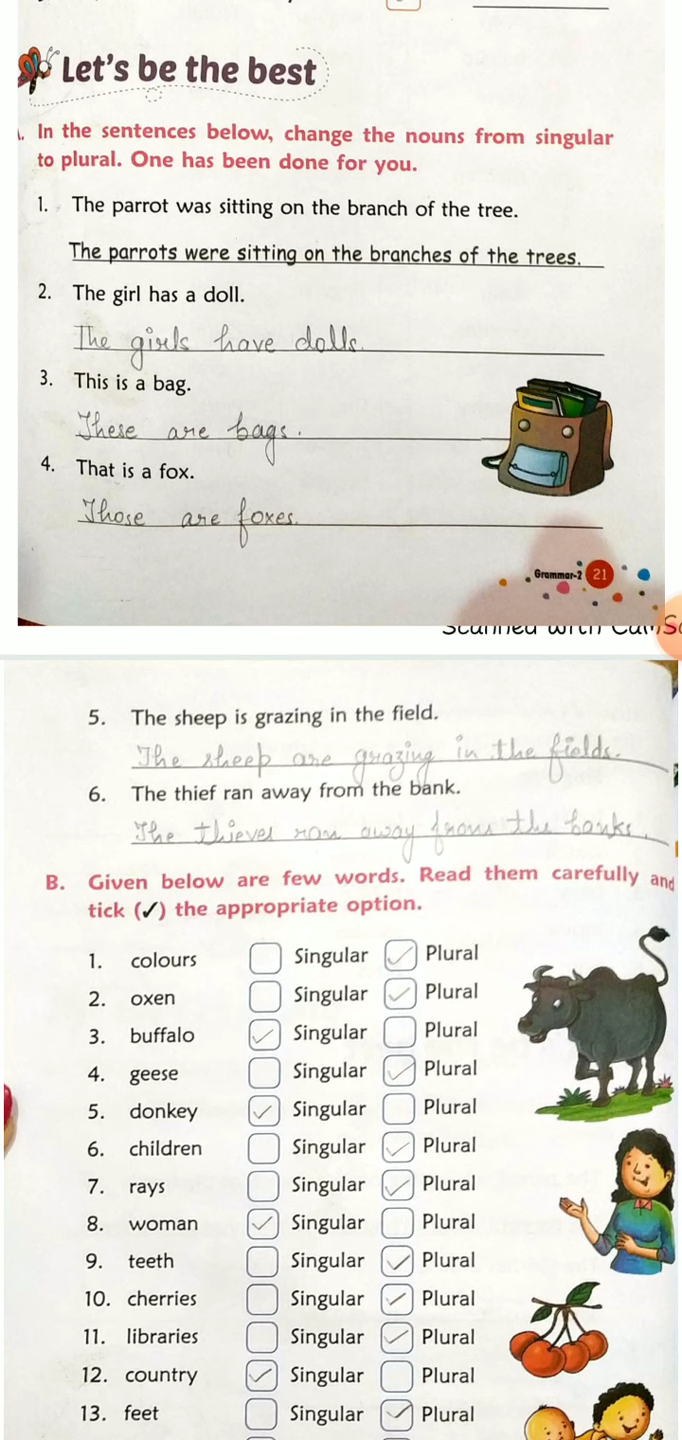 Let's be the best
. In the sentences below, change the nouns from singular
to plural. One has been done for you.
1. The parrot was sitting on the branch of the tree.
The parrots were sitting on the branches of the trees.
2. The girl has a doll.
The girls have dolls.
3. This is a bag.
These are bags.
4. That is a fox.
Those are foxes.
Grammar-2 21
Scanned with CamS
5. The sheep is grazing in the field.
The sheep are grazing in the fields.
6. The thief ran away from the bank.
The thieves ran away from the banks.
B. Given below are few words. Read them carefully and
tick (✓) the appropriate option.
1. colours Singular ✓ Plural
2. oxen Singular ✓ Plural
3. buffalo ✓ Singular Plural
4. geese Singular ✓ Plural
5. donkey ✓ Singular Plural
6. children Singular ✓ Plural
7. rays Singular ✓ Plural
8. woman ✓ Singular Plural
9. teeth Singular ✓ Plural
10. cherries Singular ✓ Plural
11. libraries Singular ✓ Plural
12. country ✓ Singular Plural
13. feet Singular ✓ Plural